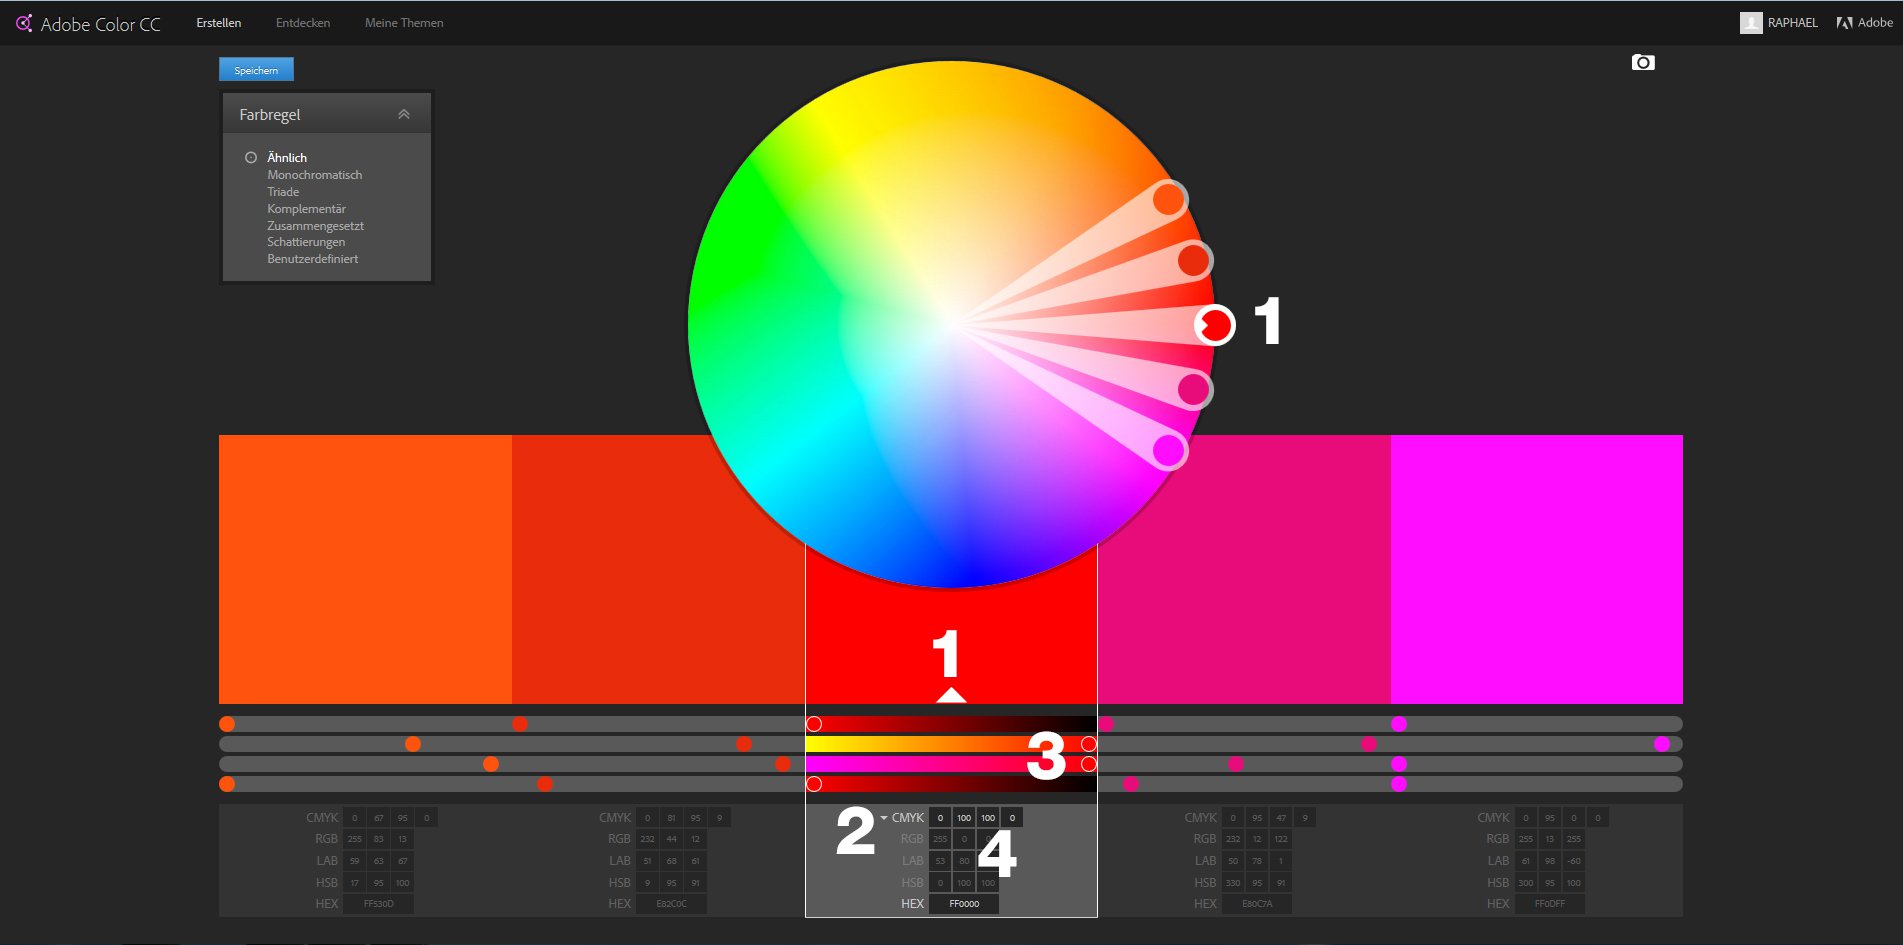 Adobe Color CC Erstellen Entdecken Meine Themen RAPHAEL Adobe
Speichern
Farbregel
Ähnlich
Monochromatisch
Triade
Komplementär
Zusammengesetzt
Schattierungen
Benutzerdefiniert
1
1
3
2
4
CMYK 0 67 95 0
RGB 255 83 13
LAB 59 63 67
HSB 17 95 100
HEX FF530D
CMYK 0 81 95 9
RGB 232 44 12
LAB 51 68 61
HSB 9 95 91
HEX E82C0C
CMYK 0 100 100 0
RGB 255 0
LAB 53 80
HSB 0 100 100
HEX FF0000
CMYK 0 95 47 9
RGB 232 12 122
LAB 50 78 1
HSB 330 95 91
HEX E80C7A
CMYK 0 95 0 0
RGB 255 13 255
LAB 61 98 -60
HSB 300 95 100
HEX FF0DFF